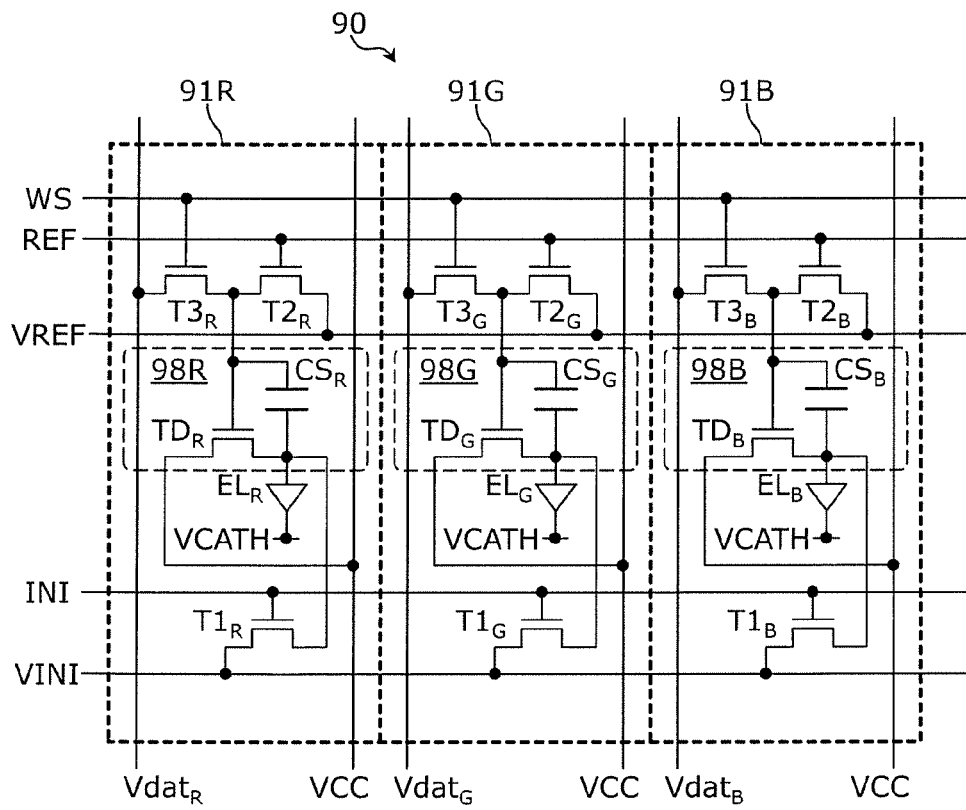 90
91R 91G 91B
WS
REF
T3R T2R T3G T2G T3B T2B
VREF
98R CSR 98G CSG 98B CSB
TDR TDG TDB
ELR ELG ELB
VCATH VCATH VCATH
INI
T1R T1G T1B
VINI
VdatR VCC VdatG VCC VdatB VCC